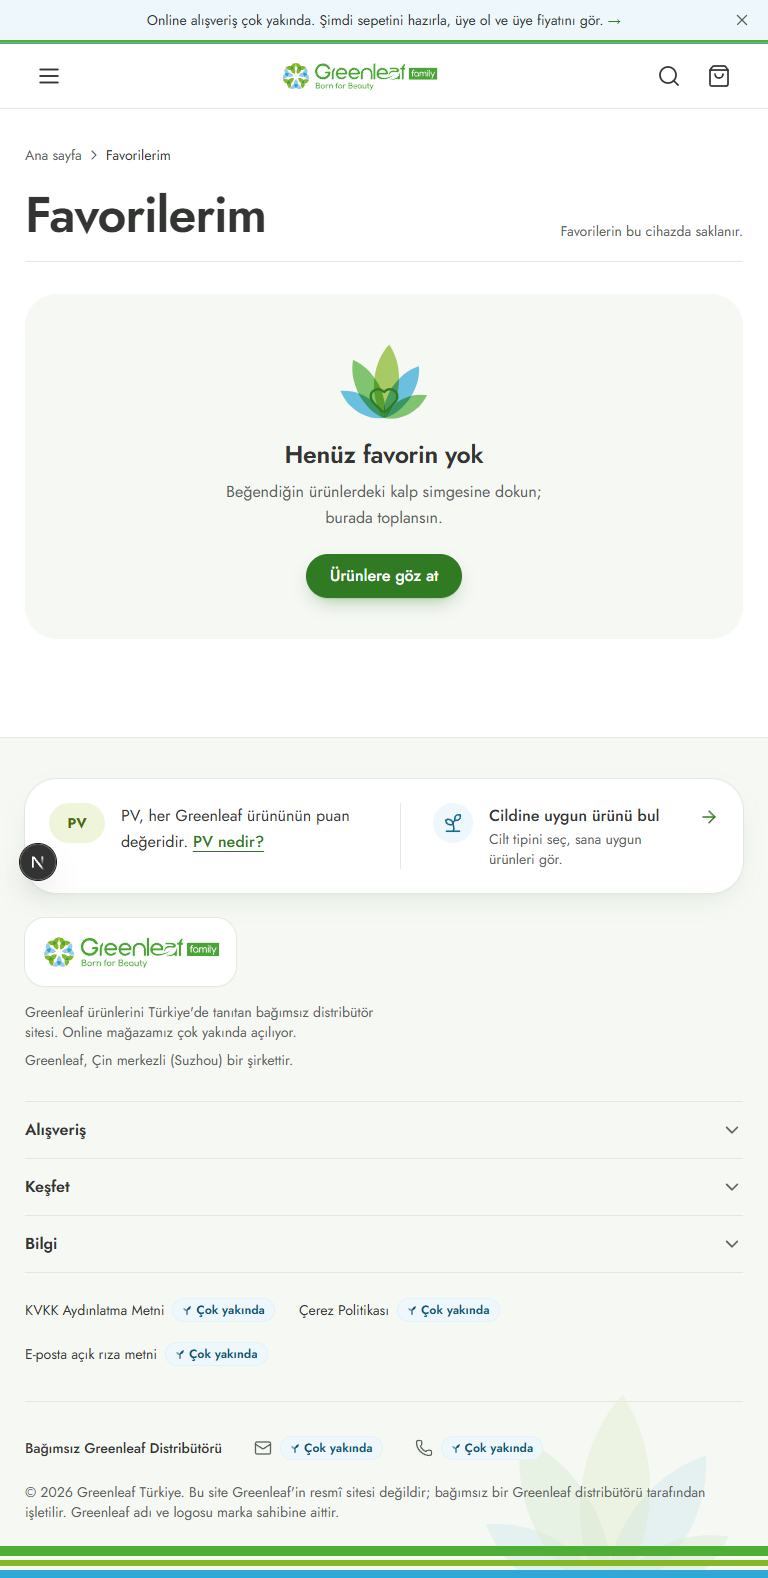 Online alışveriş çok yakında. Şimdi sepetini hazırla, üye ol ve üye fiyatını gör. →
Greenleaf family
Born for Beauty
Ana sayfa > Favorilerim
Favorilerim
Favorilerin bu cihazda saklanır.
Henüz favorin yok
Beğendiğin ürünlerdeki kalp simgesine dokun;
burada toplansın.
Ürünlere göz at
PV
PV, her Greenleaf ürününün puan
değeridir. PV nedir?
Cildine uygun ürünü bul
Cilt tipini seç, sana uygun
ürünleri gör.
N
Greenleaf family
Born for Beauty
Greenleaf ürünlerini Türkiye'de tanıtan bağımsız distribütör
sitesi. Online mağazamız çok yakında açılıyor.
Greenleaf, Çin merkezli (Suzhou) bir şirkettir.
Alışveriş
Keşfet
Bilgi
KVKK Aydınlatma Metni Çok yakında Çerez Politikası Çok yakında
E-posta açık rıza metni Çok yakında
Bağımsız Greenleaf Distribütörü Çok yakında Çok yakında
© 2026 Greenleaf Türkiye. Bu site Greenleaf'in resmî sitesi değildir; bağımsız bir Greenleaf distribütörü tarafından
işletilir. Greenleaf adı ve logosu marka sahibine aittir.